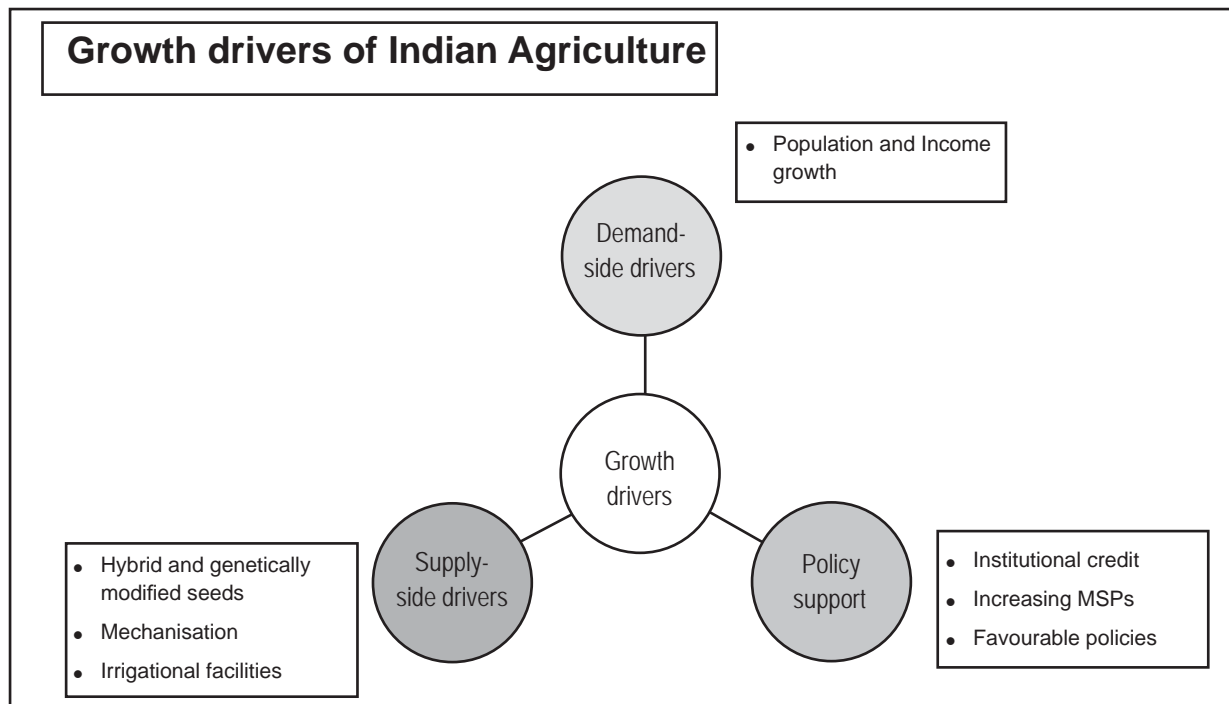 Growth drivers of Indian Agriculture
• Population and Income
growth
Demand-
side drivers
Growth
drivers
Supply-
side drivers
Policy
support
• Hybrid and genetically
modified seeds
• Mechanisation
• Irrigational facilities
• Institutional credit
• Increasing MSPs
• Favourable policies